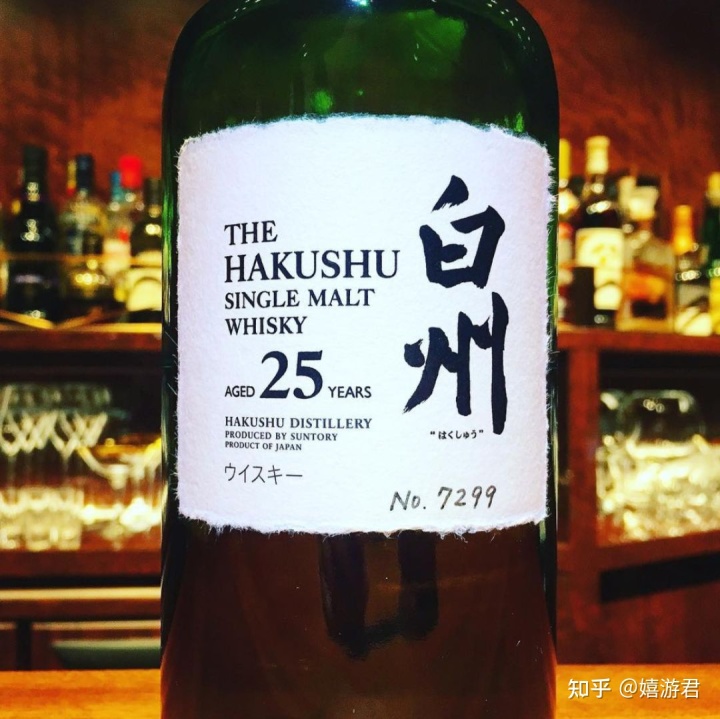 THE
HAKUSHU
SINGLE MALT
WHISKY
AGED 25 YEARS
HAKUSHU DISTILLERY
PRODUCED BY SUNTORY
PRODUCT OF JAPAN
ウイスキー
白州
"はくしゅう"
No. 7299
知乎 @嬉游君